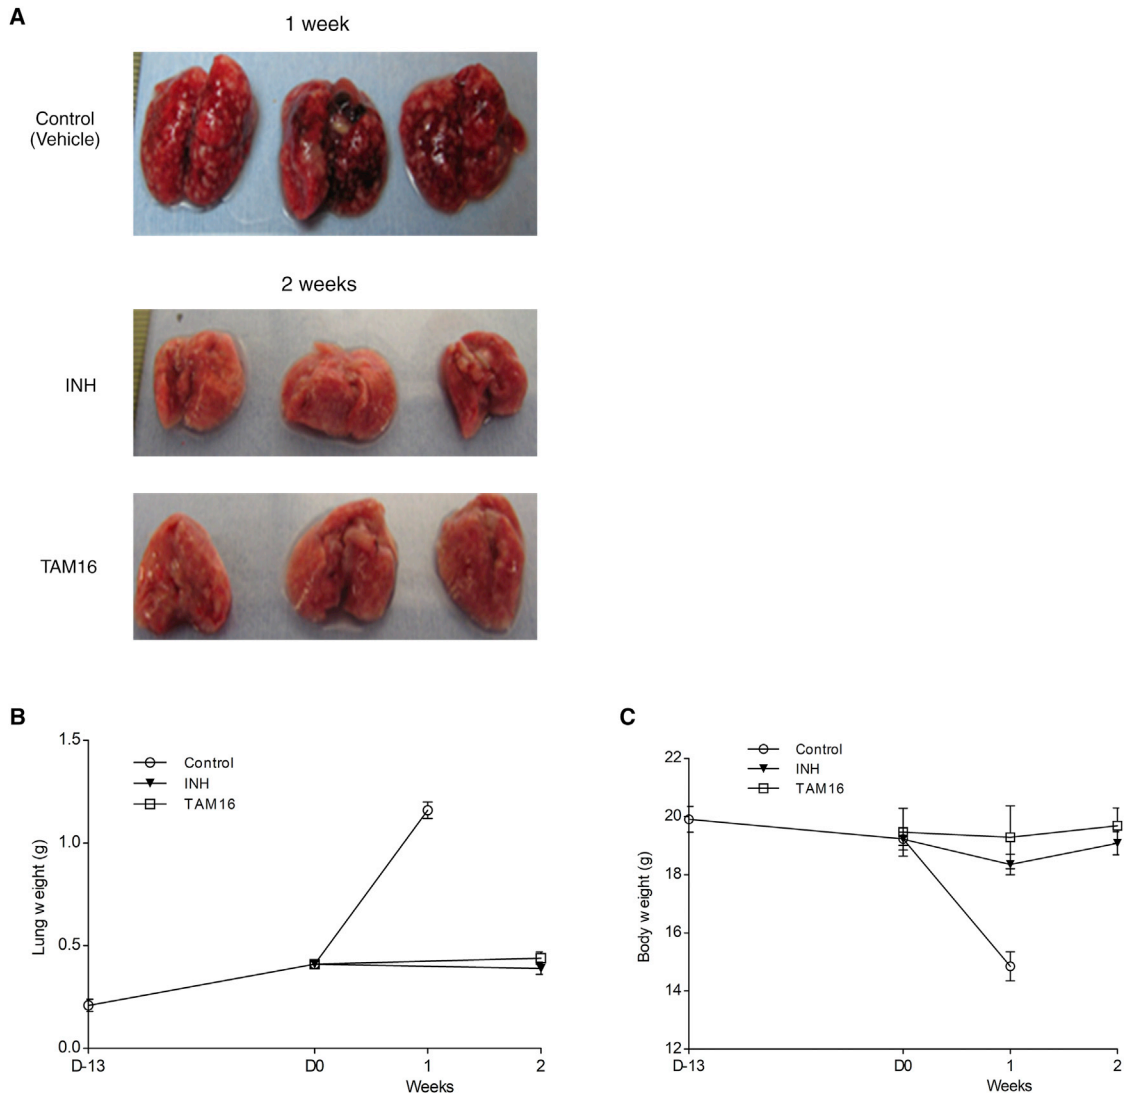 A
1 week
Control
(Vehicle)
2 weeks
INH
TAM16
B
1.5
1.0
0.5
0.0
Lung weight (g)
Control
INH
TAM16
D-13
D0
1
2
Weeks
C
22
20
18
16
14
12
Body weight (g)
Control
INH
TAM16
D-13
D0
1
2
Weeks